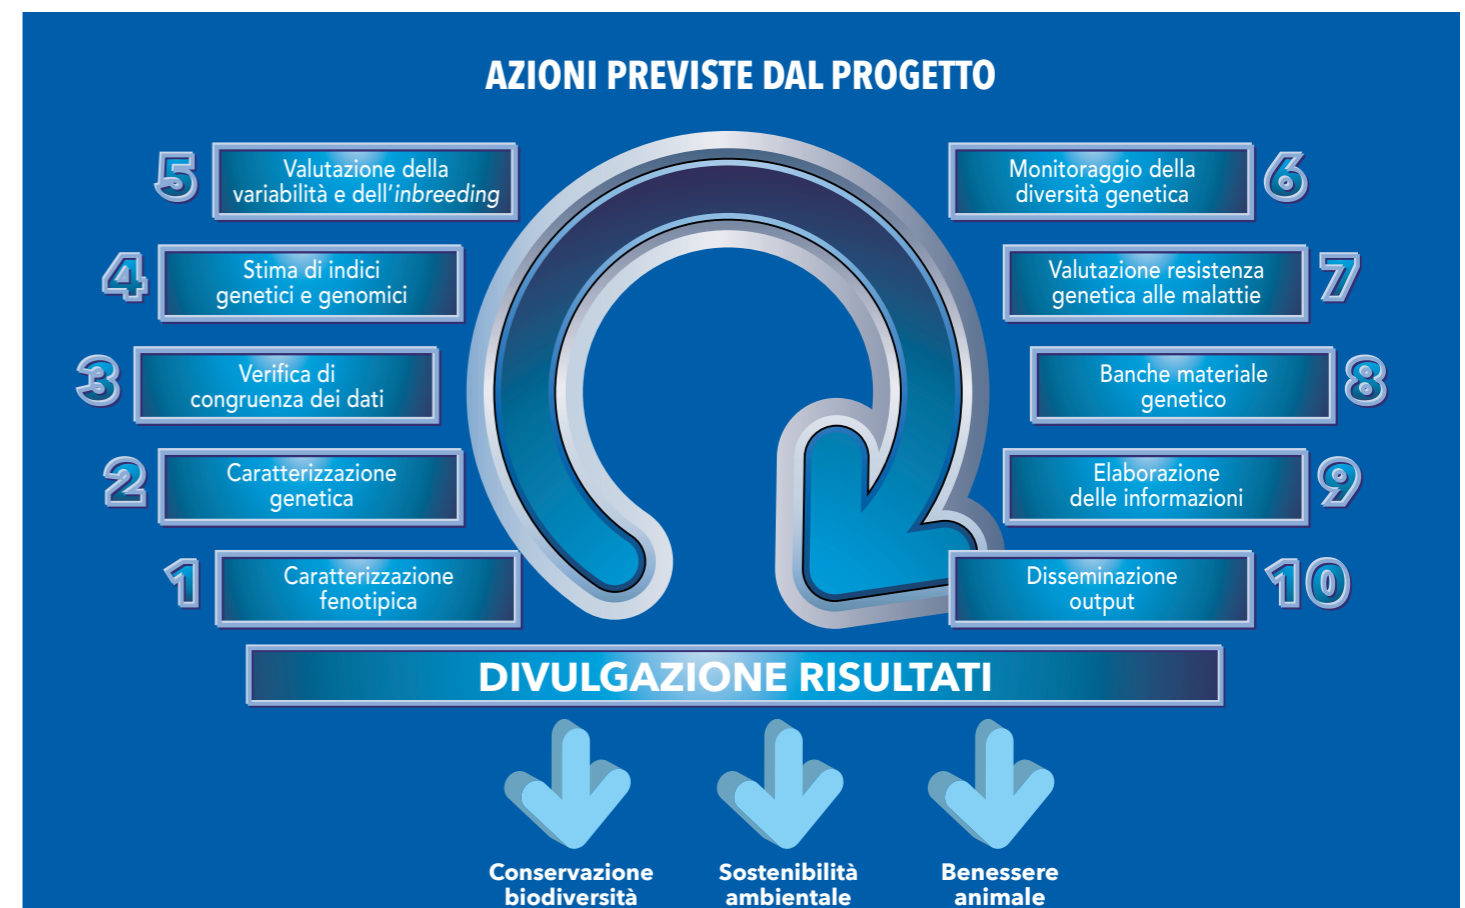 AZIONI PREVISTE DAL PROGETTO
5
Valutazione della
variabilità e dell'inbreeding
4
Stima di indici
genetici e genomici
3
Verifica di
congruenza dei dati
2
Caratterizzazione
genetica
1
Caratterizzazione
fenotipica
Monitoraggio della
diversità genetica
6
Valutazione resistenza
genetica alle malattie
7
Banche materiale
genetico
8
Elaborazione
delle informazioni
9
Disseminazione
output
10
DIVULGAZIONE RISULTATI
Conservazione
biodiversità
Sostenibilità
ambientale
Benessere
animale